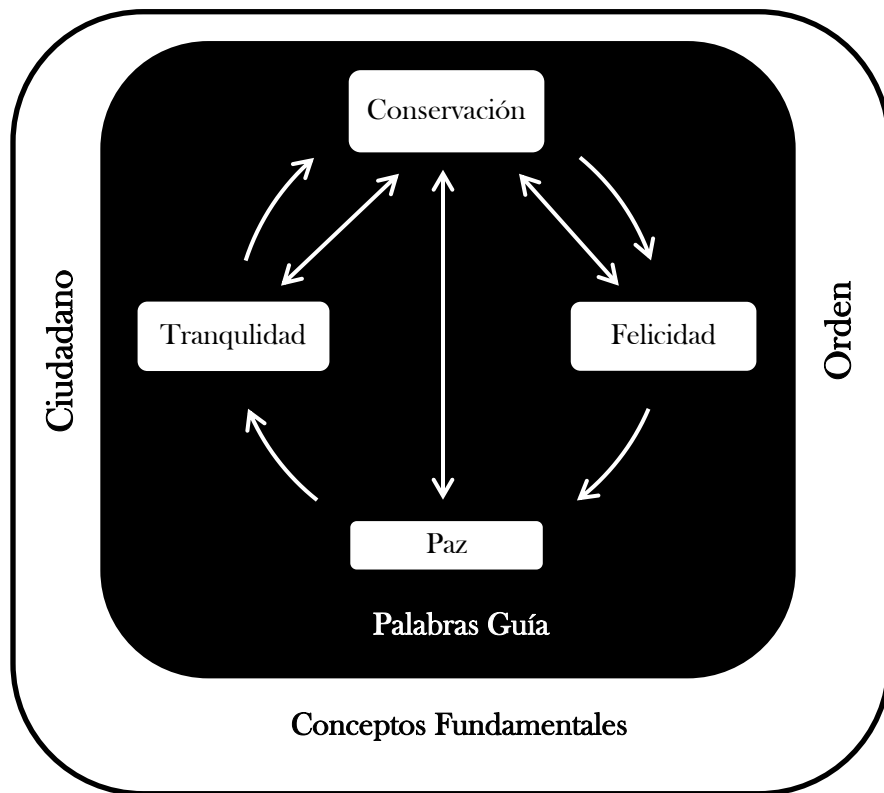 Conservación
Ciudadano
Tranqulidad
Felicidad
Orden
Paz
Palabras Guía
Conceptos Fundamentales